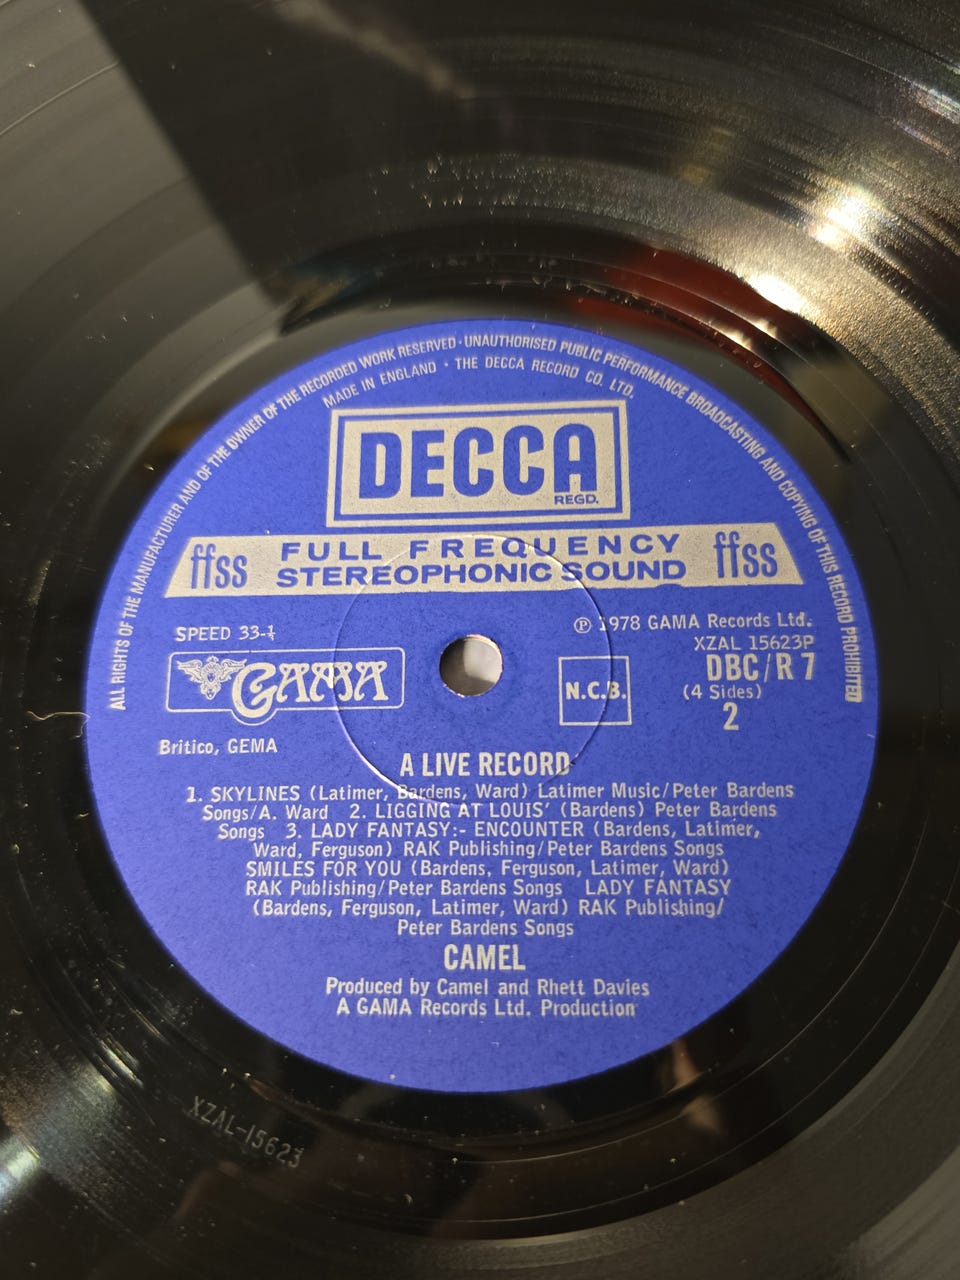 ALL RIGHTS OF THE MANUFACTURER AND OF THE OWNER OF THE RECORDED WORK RESERVED · UNAUTHORISED PUBLIC PERFORMANCE BROADCASTING AND COPYING OF THIS RECORD PROHIBITED
MADE IN ENGLAND · THE DECCA RECORD CO. LTD.
DECCA
REGD.
ffss FULL FREQUENCY ffss
STEREOPHONIC SOUND
SPEED 33-⅓
℗ 1978 GAMA Records Ltd.
XZAL 15623P
GAMA
N.C.B.
DBC/R 7
(4 Sides)
2
Britico, GEMA
A LIVE RECORD
1. SKYLINES (Latimer, Bardens, Ward) Latimer Music/Peter Bardens
Songs/A. Ward 2. LIGGING AT LOUIS' (Bardens) Peter Bardens
Songs 3. LADY FANTASY:- ENCOUNTER (Bardens, Latimer,
Ward, Ferguson) RAK Publishing/Peter Bardens Songs
SMILES FOR YOU (Bardens, Ferguson, Latimer, Ward)
RAK Publishing/Peter Bardens Songs LADY FANTASY
(Bardens, Ferguson, Latimer, Ward) RAK Publishing/
Peter Bardens Songs
CAMEL
Produced by Camel and Rhett Davies
A GAMA Records Ltd. Production
XZAL-15623